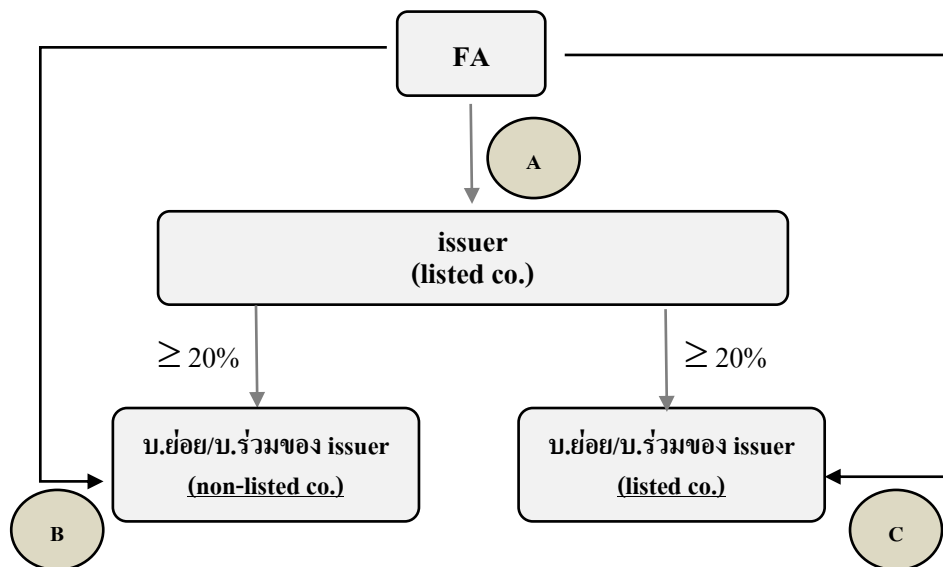 FA
A
issuer
(listed co.)
≥ 20%
≥ 20%
บ.ย่อย/บ.ร่วมของ issuer
(non-listed co.)
บ.ย่อย/บ.ร่วมของ issuer
(listed co.)
B
C